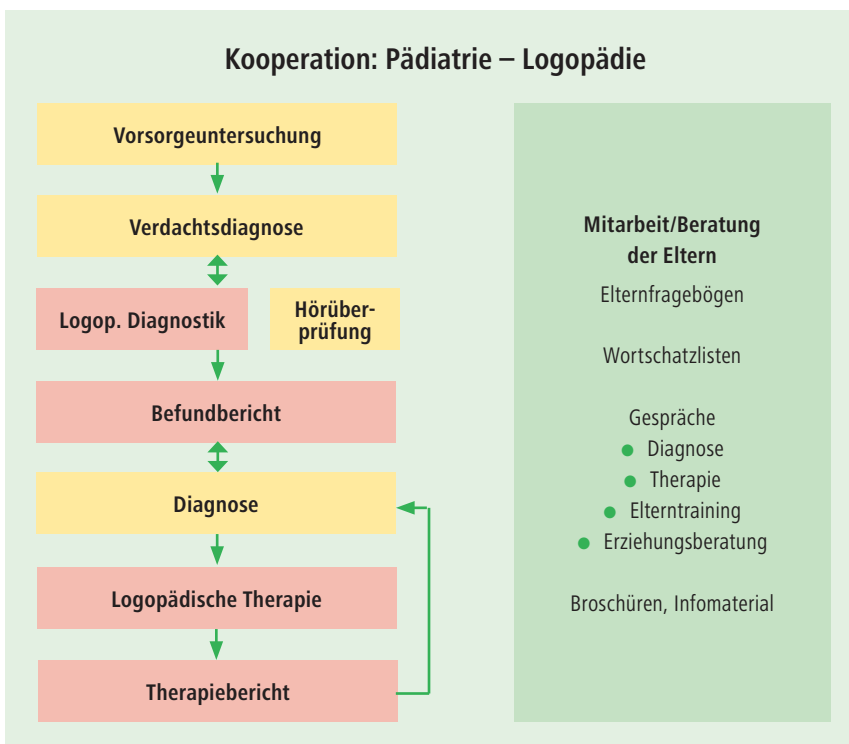 Kooperation: Pädiatrie – Logopädie
Vorsorgeuntersuchung
Verdachtsdiagnose
Logop. Diagnostik
Hörüber-
prüfung
Befundbericht
Diagnose
Logopädische Therapie
Therapiebericht
Mitarbeit/Beratung
der Eltern
Elternfragebögen
Wortschatzlisten
Gespräche
● Diagnose
● Therapie
● Elterntraining
● Erziehungsberatung
Broschüren, Infomaterial